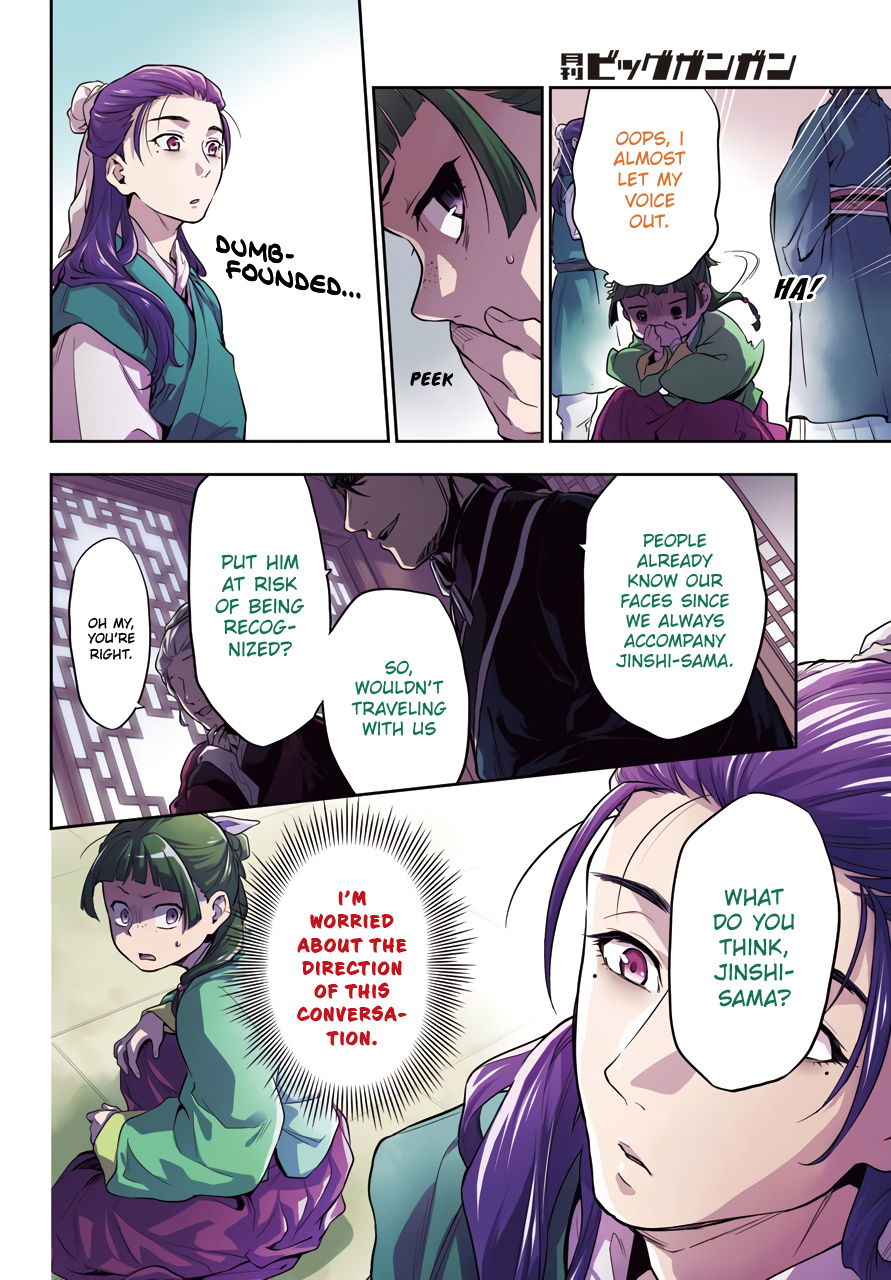 月刊ビッグガンガン
OOPS, I
ALMOST
LET MY
VOICE
OUT.
HA!
PEEK
DUMB-
FOUNDED...
PEOPLE
ALREADY
KNOW OUR
FACES SINCE
WE ALWAYS
ACCOMPANY
JINSHI-SAMA.
SO,
WOULDN'T
TRAVELING
WITH US
PUT HIM
AT RISK
OF BEING
RECOG-
NIZED?
OH MY,
YOU'RE
RIGHT.
WHAT
DO YOU
THINK,
JINSHI-
SAMA?
I'M
WORRIED
ABOUT THE
DIRECTION
OF THIS
CONVERSA-
TION.